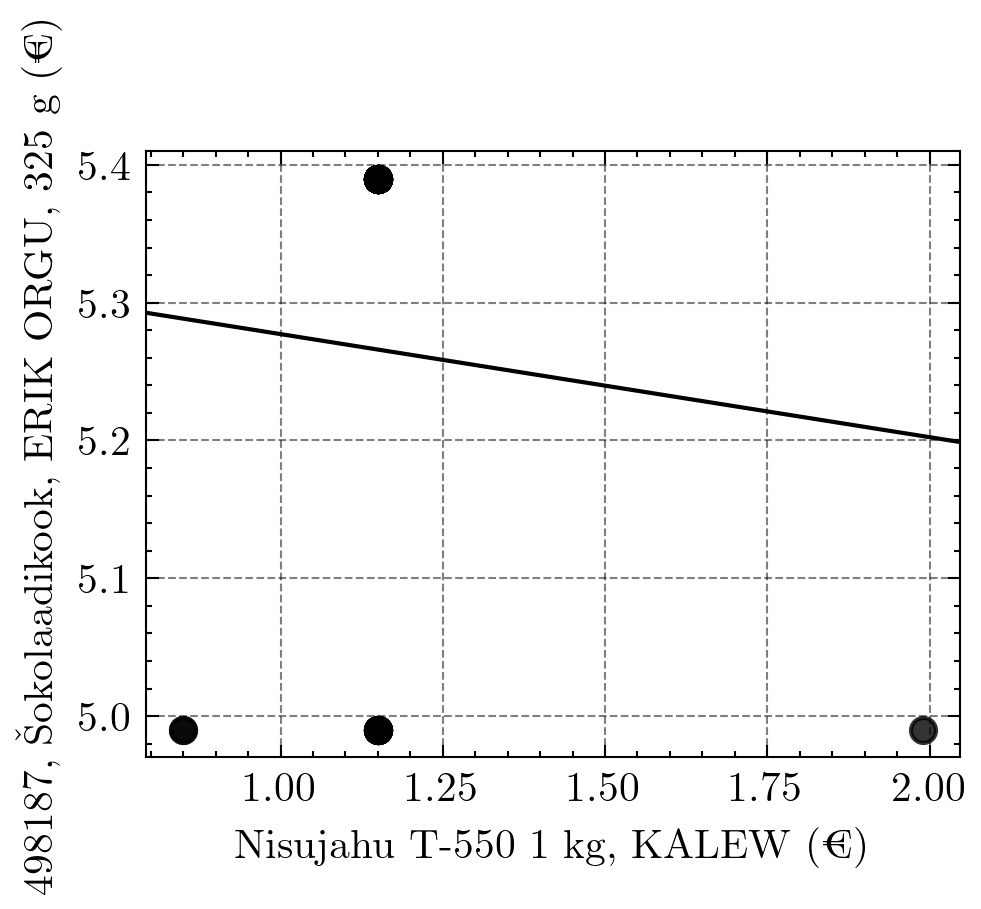 498187, Šokolaadikook, ERIK ORGU, 325 g (€)
5.4
5.3
5.2
5.1
5.0
1.00 1.25 1.50 1.75 2.00
Nisujahu T-550 1 kg, KALEW (€)